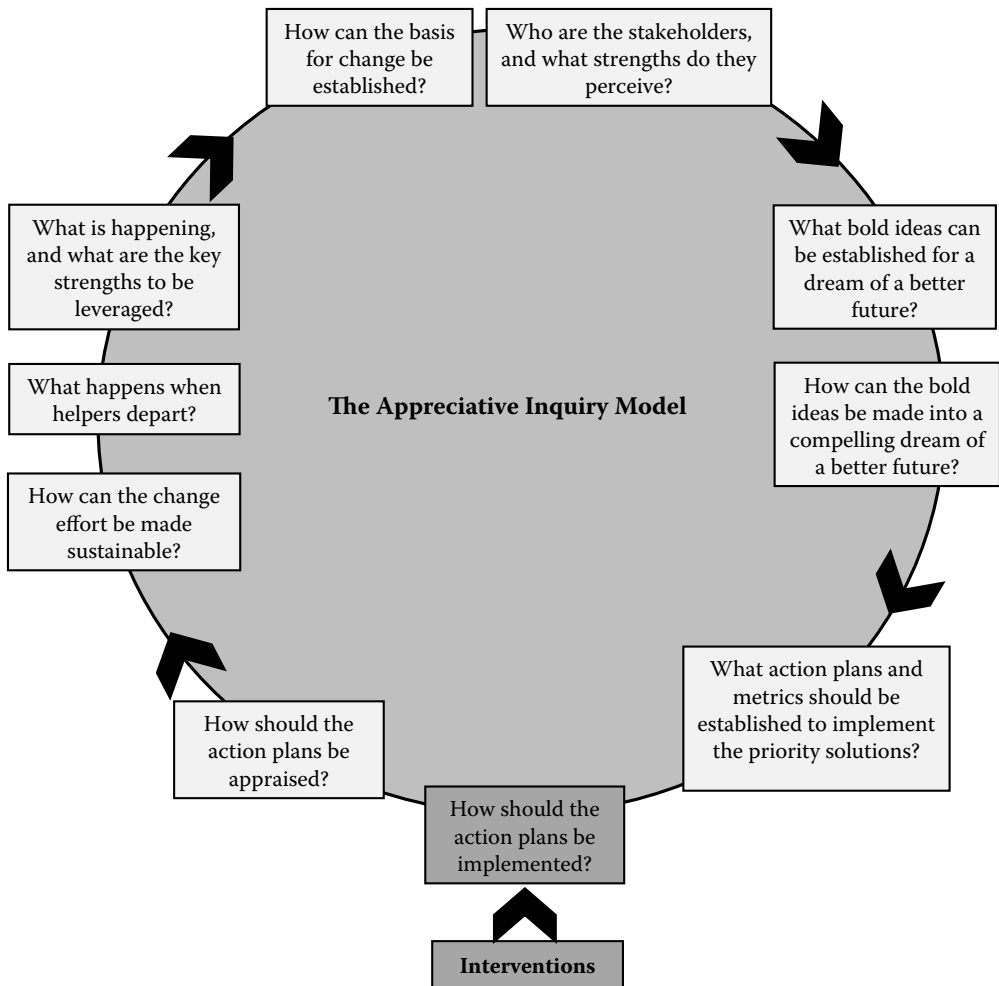 How can the basis
for change be
established?
Who are the stakeholders,
and what strengths do they
perceive?
What is happening,
and what are the key
strengths to be
leveraged?
What bold ideas can
be established for a
dream of a better
future?
What happens when
helpers depart?
The Appreciative Inquiry Model
How can the bold
ideas be made into a
compelling dream of
a better future?
How can the change
effort be made
sustainable?
What action plans and
metrics should be
established to implement
the priority solutions?
How should the
action plans be
appraised?
How should the
action plans be
implemented?
Interventions